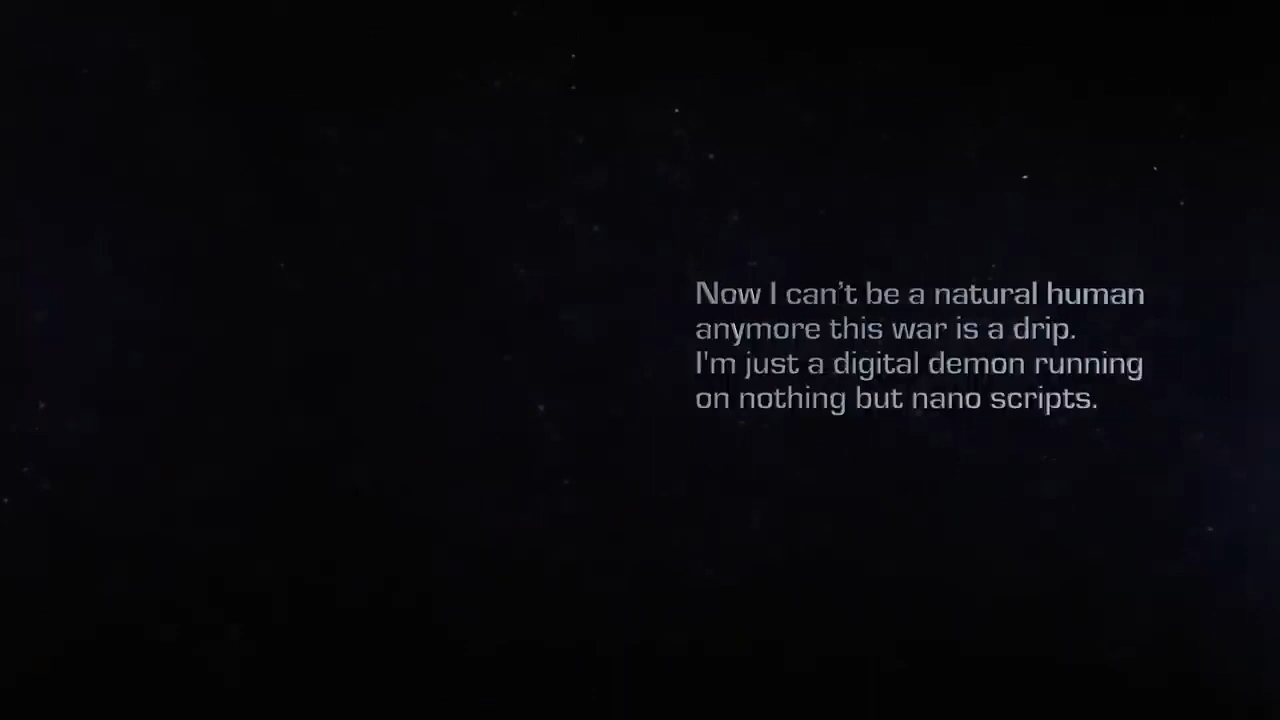 Now I can't be a natural human
anymore this war is a drip.
I'm just a digital demon running
on nothing but nano scripts.